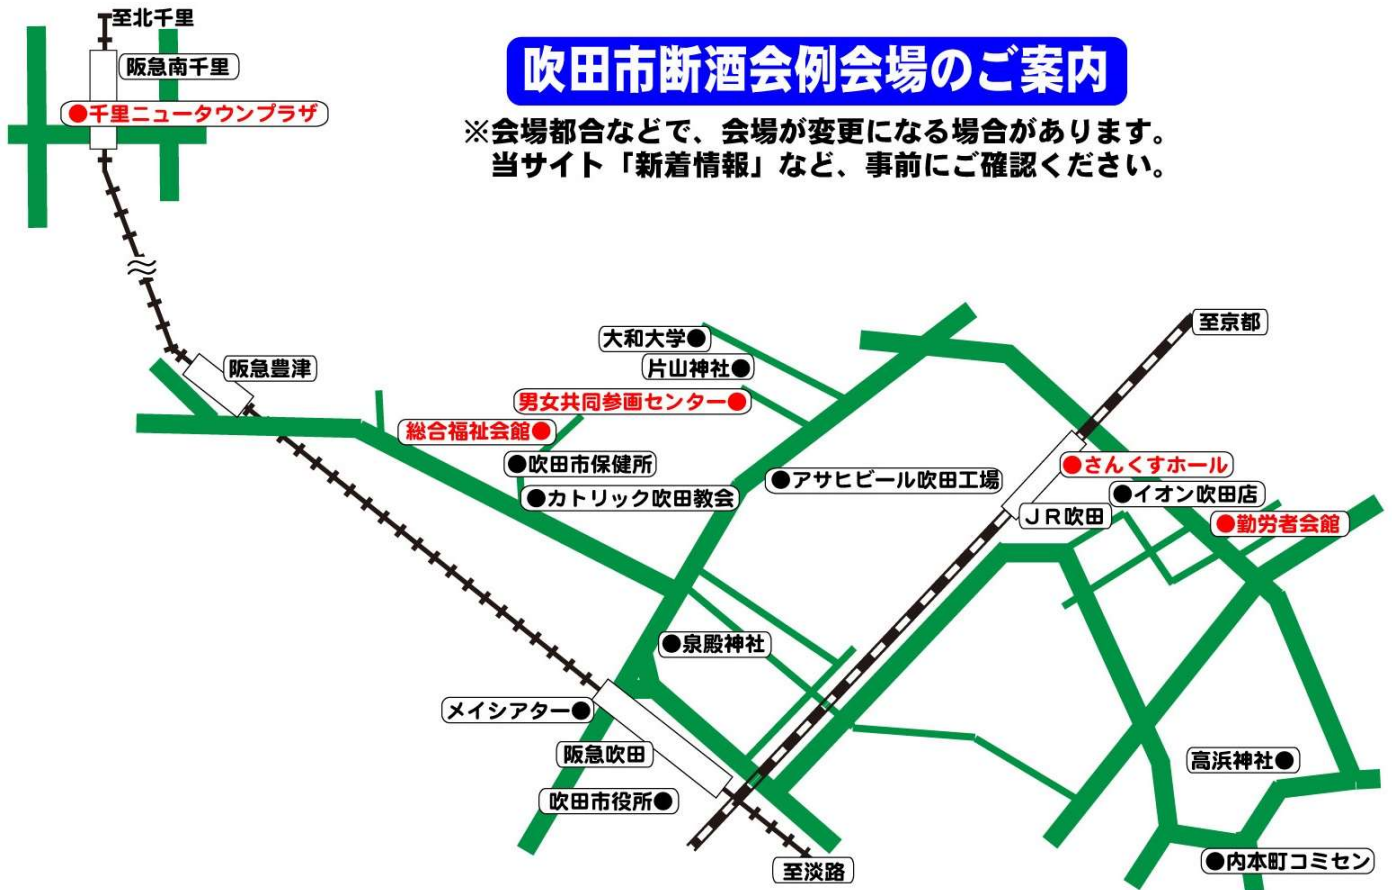 至北千里
阪急南千里
●千里ニュータウンプラザ
吹田市断酒会例会場のご案内
※会場都合などで、会場が変更になる場合があります。
当サイト「新着情報」など、事前にご確認ください。
阪急豊津
大和大学●
片山神社●
男女共同参画センター●
総合福祉会館●
●吹田市保健所
●カトリック吹田教会
●アサヒビール吹田工場
至京都
●さんくすホール
●イオン吹田店
JR吹田
●勤労者会館
●泉殿神社
メイシアター●
阪急吹田
吹田市役所●
至淡路
高浜神社●
●内本町コミセン